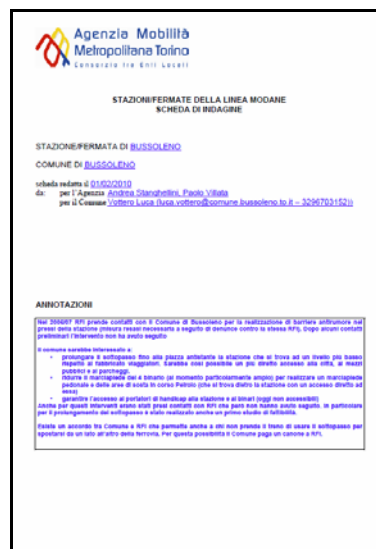 Agenzia Mobilità
Metropolitana Torino
Consorzio tra Enti Locali
STAZIONI/FERMATE DELLA LINEA MODANE
SCHEDA DI INDAGINE
STAZIONE/FERMATA DI BUSSOLENO
COMUNE DI BUSSOLENO
scheda redatta il 01/02/2010
da: per l'Agenzia Andrea Stanghellini, Paolo Villata
per il Comune Vottero Luca (luca.vottero@comune.bussoleno.to.it – 3296703152))
ANNOTAZIONI
Nel 2006/07 RFI prende contatti con il Comune di Bussoleno per la realizzazione di barriere antirumore nei
pressi della stazione (misura resasi necessaria a seguito di denunce contro la stessa RFI). Dopo alcuni contatti
preliminari l'intervento non ha avuto seguito
Il comune sarebbe interessato a:
• prolungare il sottopasso fino alla piazza antistante la stazione che si trova ad un livello più basso
rispetto al fabbricato viaggiatori. Sarebbe così possibile un più diretto accesso alla città, ai mezzi
pubblici e ai parcheggi.
• ridurre il marciapiede del 4 binario (al momento particolarmente ampio) per realizzare un marciapiede
pedonale e delle aree di sosta in corso Peirolo (che si trova dietro la stazione con un accesso diretto ad
essa)
• garantire l'accesso ai portatori di handicap alla stazione e ai binari (oggi non accessibili)
Anche per questi interventi erano stati presi contatti con RFI che però non hanno avuto seguito. In particolare
per il prolungamento del sottopasso è stato realizzato anche un primo studio di fattibilità.
Esiste un accordo tra Comune e RFI che permette anche a chi non prende il treno di usare il sottopasso per
spostarsi da un lato all'altro della ferrovia. Per questa possibilità il Comune paga un canone a RFI.